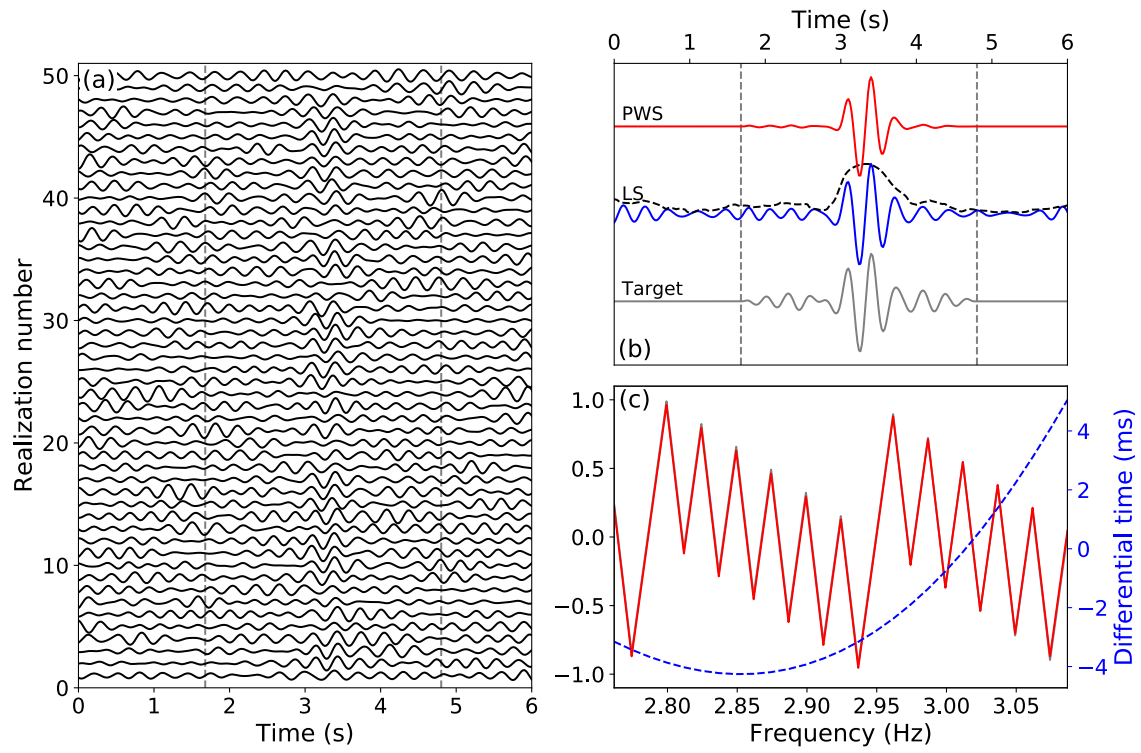 Time (s)
0 1 2 3 4 5 6
(a)
50
40
30
20
10
0
Realization number
0 1 2 3 4 5 6
Time (s)
PWS
LS
Target
(b)
(c)
1.0
0.5
0.0
−0.5
−1.0
4
2
0
−2
−4
Differential time (ms)
2.80 2.85 2.90 2.95 3.00 3.05
Frequency (Hz)